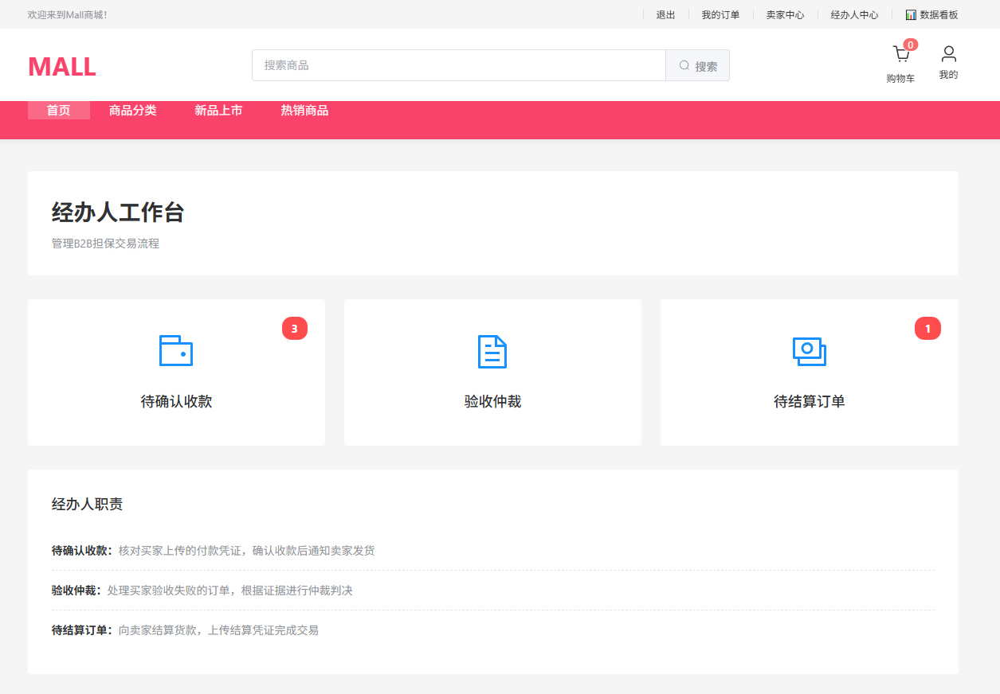 欢迎来到Mall商城!
退出
我的订单
卖家中心
经办人中心
数据看板
MALL
搜索商品
搜索
0
购物车
我的
首页
商品分类
新品上市
热销商品
经办人工作台
管理B2B担保交易流程
3
待确认收款
验收仲裁
1
待结算订单
经办人职责
待确认收款：核对买家上传的付款凭证，确认收款后通知卖家发货
验收仲裁：处理买家验收失败的订单，根据证据进行仲裁判决
待结算订单：向卖家结算货款，上传结算凭证完成交易